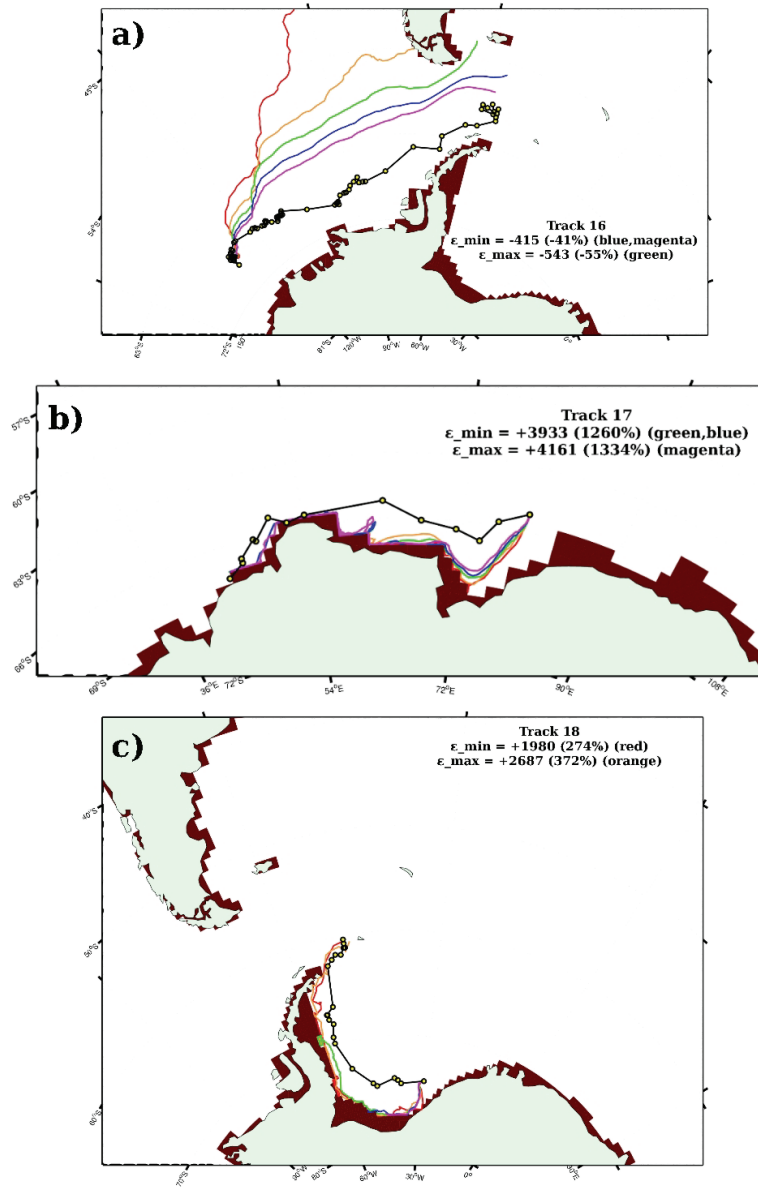 a)
Track 16
ε_min = -415 (-41%) (blue,magenta)
ε_max = -543 (-55%) (green)
54°S
63°S
72°S
81°S
120°W
90°W
60°W
30°W
0°
b)
Track 17
ε_min = +3933 (1260%) (green,blue)
ε_max = +4161 (1334%) (magenta)
57°S
60°S
63°S
66°S
69°S
36°E
72°S
54°E
72°E
90°E
108°E
c)
Track 18
ε_min = +1980 (274%) (red)
ε_max = +2687 (372%) (orange)
40°S
50°S
60°S
70°S
80°S
60°W
30°W
0°